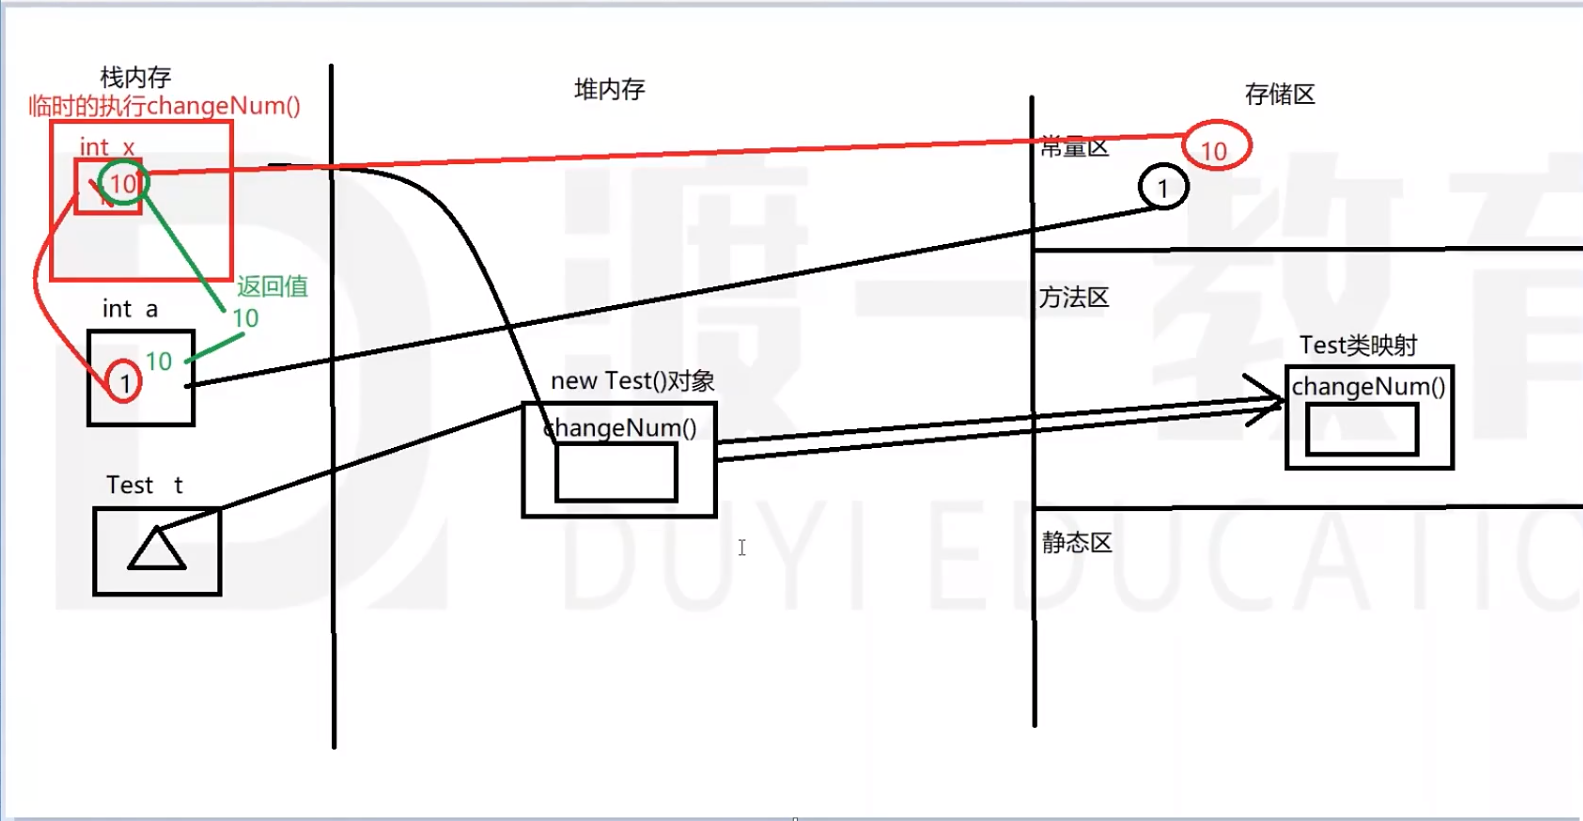 栈内存
临时的执行changeNum()
int x
10
返回值
10
int a
10
1
Test t
堆内存
new Test()对象
changeNum()
存储区
常量区
10
1
方法区
Test类映射
changeNum()
静态区
渡一教育
DUYI EDUCATIO